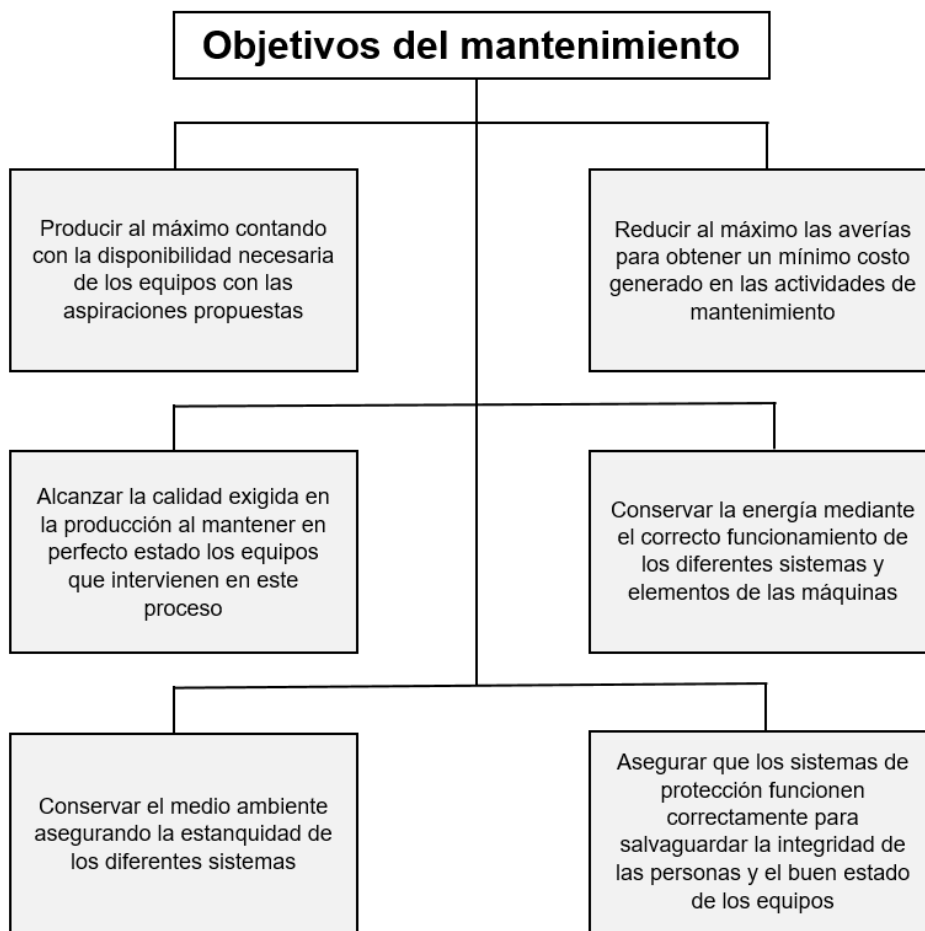 Objetivos del mantenimiento
Producir al máximo contando
con la disponibilidad necesaria
de los equipos con las
aspiraciones propuestas
Reducir al máximo las averías
para obtener un mínimo costo
generado en las actividades de
mantenimiento
Alcanzar la calidad exigida en
la producción al mantener en
perfecto estado los equipos
que intervienen en este
proceso
Conservar la energía mediante
el correcto funcionamiento de
los diferentes sistemas y
elementos de las máquinas
Conservar el medio ambiente
asegurando la estanquidad de
los diferentes sistemas
Asegurar que los sistemas de
protección funcionen
correctamente para
salvaguardar la integridad de
las personas y el buen estado
de los equipos